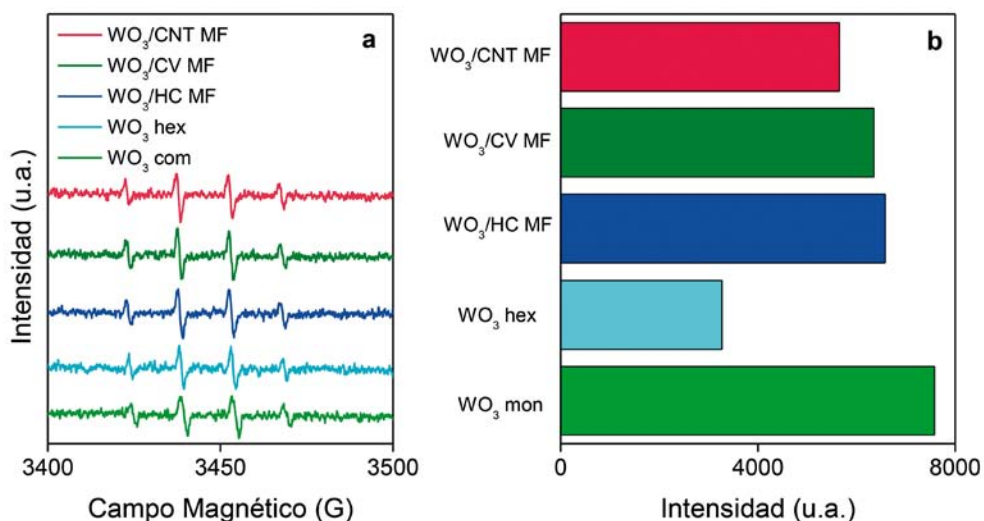 a
WO₃/CNT MF
WO₃/CV MF
WO₃/HC MF
WO₃ hex
WO₃ com
Intensidad (u.a.)
3400
3450
3500
Campo Magnético (G)
b
WO₃/CNT MF
WO₃/CV MF
WO₃/HC MF
WO₃ hex
WO₃ mon
0
4000
8000
Intensidad (u.a.)